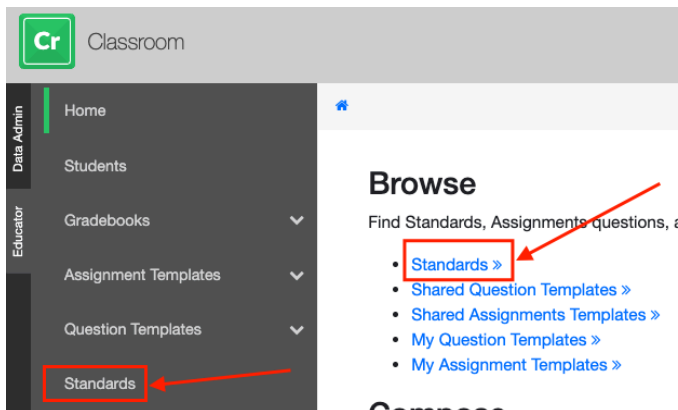 Cr Classroom
Data Admin
Educator
Home
Students
Gradebooks
Assignment Templates
Question Templates
Standards
Browse
Find Standards, Assignments questions, a
Standards »
Shared Question Templates »
Shared Assignments Templates »
My Question Templates »
My Assignment Templates »
Compose